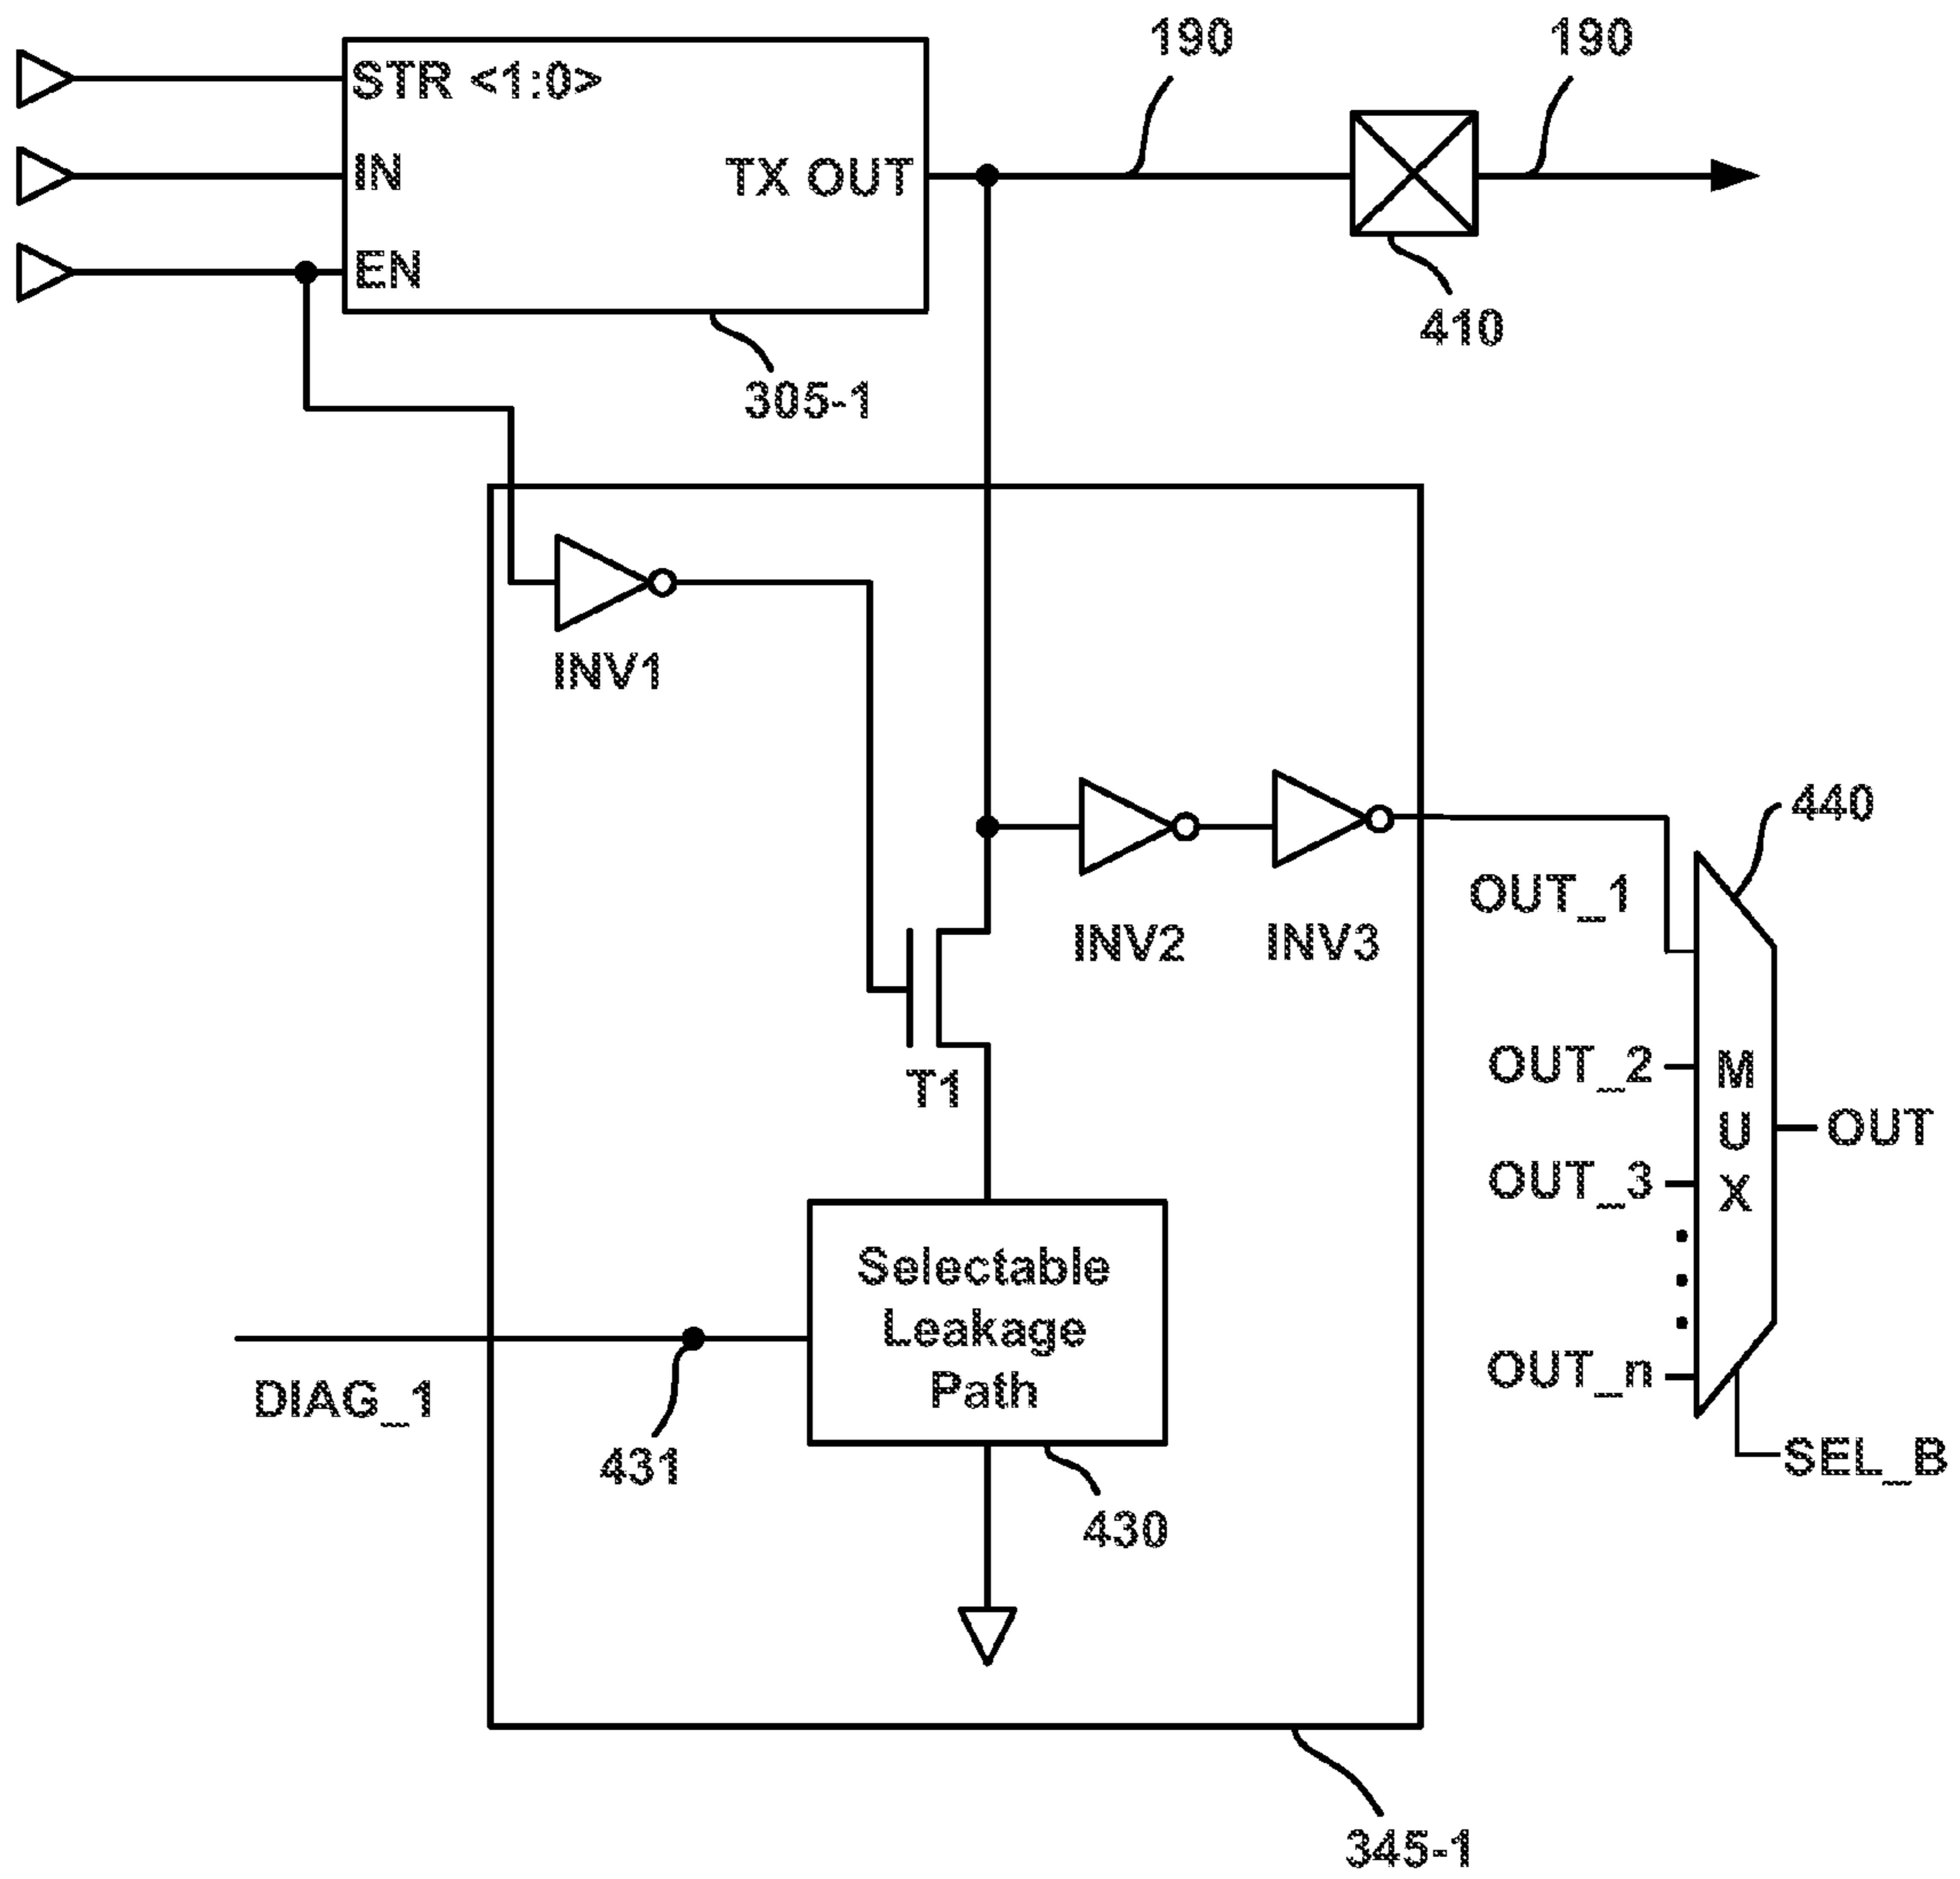 190
190
STR <1:0>
IN
TX OUT
EN
410
305-1
INV1
440
OUT_1
INV2
INV3
T1
OUT_2
M
U
X
OUT
OUT_3
Selectable
Leakage
Path
DIAG_1
OUT_n
431
SEL_B
430
345-1